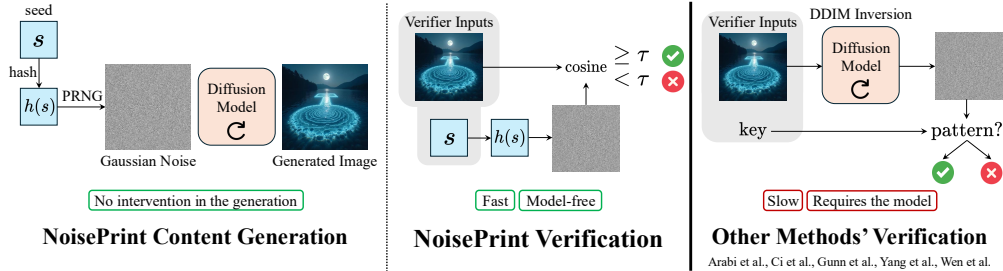 seed
s
hash
h(s)
PRNG
Gaussian Noise
Diffusion
Model
Generated Image
No intervention in the generation
NoisePrint Content Generation
Verifier Inputs
s
h(s)
cosine
≥ τ
< τ
Fast
Model-free
NoisePrint Verification
Verifier Inputs
key
DDIM Inversion
Diffusion
Model
pattern?
Slow
Requires the model
Other Methods' Verification
Arabi et al., Ci et al., Gunn et al., Yang et al., Wen et al.